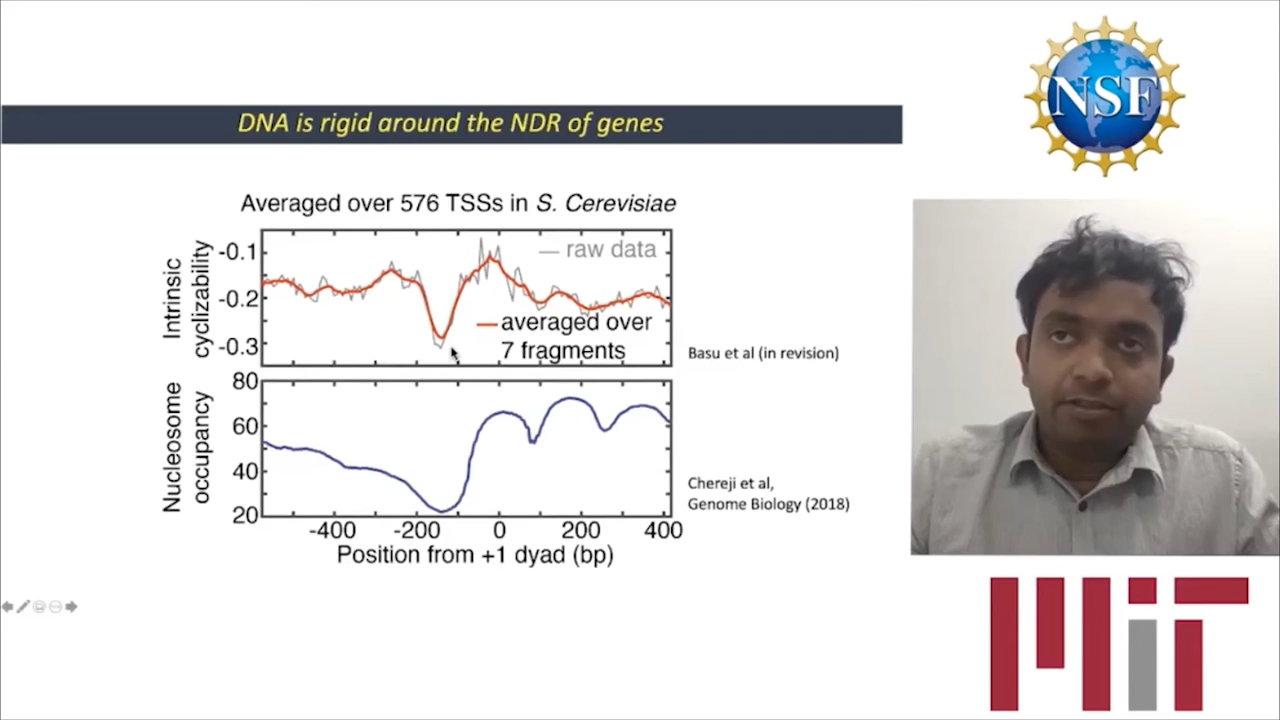 NSF
DNA is rigid around the NDR of genes
Averaged over 576 TSSs in S. Cerevisiae
Intrinsic
cyclizability
-0.1
-0.2
-0.3
raw data
averaged over
7 fragments
Basu et al (in revision)
Nucleosome
occupancy
80
60
40
20
Chereji et al,
Genome Biology (2018)
-400
-200
0
200
400
Position from +1 dyad (bp)
MIT